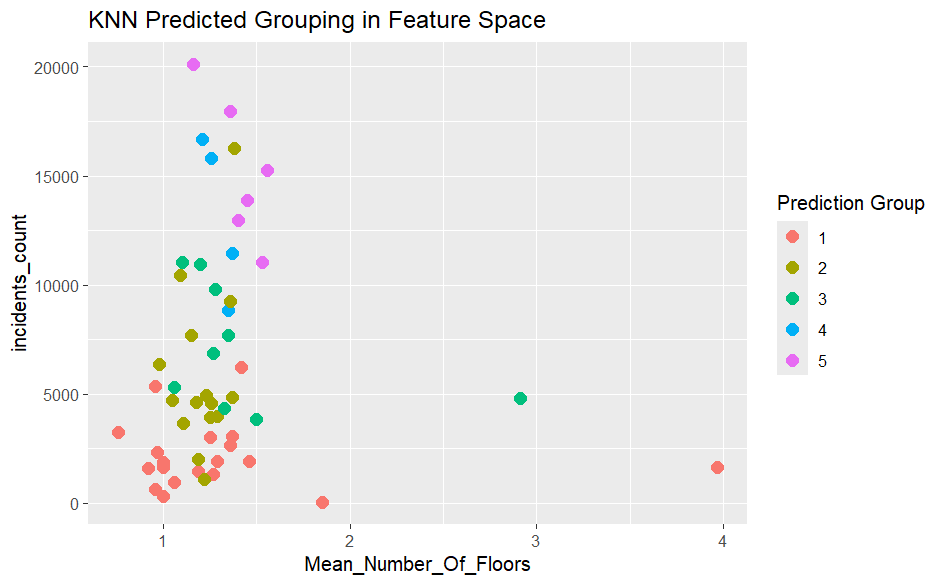 KNN Predicted Grouping in Feature Space
20000
15000
10000
5000
0
incidents_count
1 2 3 4
Mean_Number_Of_Floors
Prediction Group
1
2
3
4
5